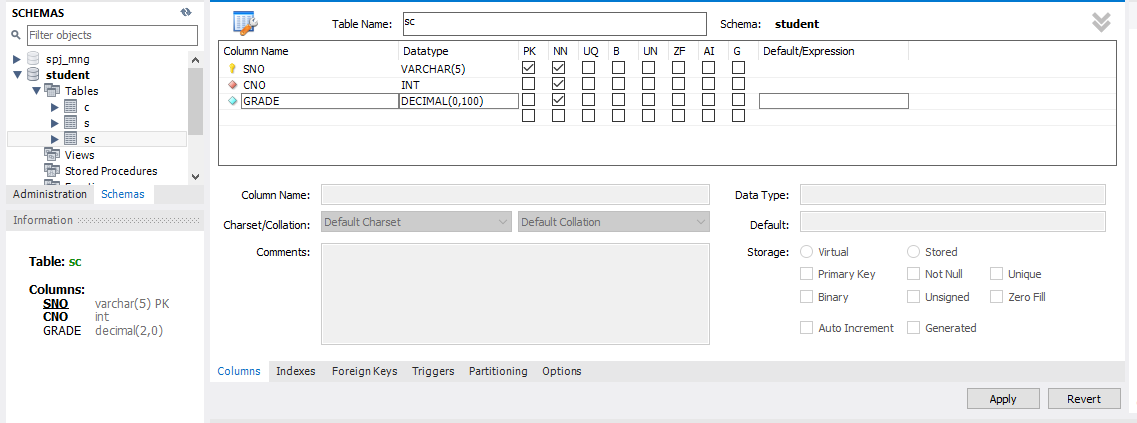 SCHEMAS
Filter objects
spj_mng
student
Tables
c
s
sc
Views
Stored Procedures
Administration Schemas
Information
Table: sc
Columns:
SNO varchar(5) PK
CNO int
GRADE decimal(2,0)
Table Name: sc Schema: student
Column Name Datatype PK NN UQ B UN ZF AI G Default/Expression
SNO VARCHAR(5)
CNO INT
GRADE DECIMAL(0,100)
Column Name: Data Type:
Charset/Collation: Default Charset Default Collation Default:
Comments: Storage: Virtual Stored
Primary Key Not Null Unique
Binary Unsigned Zero Fill
Auto Increment Generated
Columns Indexes Foreign Keys Triggers Partitioning Options
Apply Revert